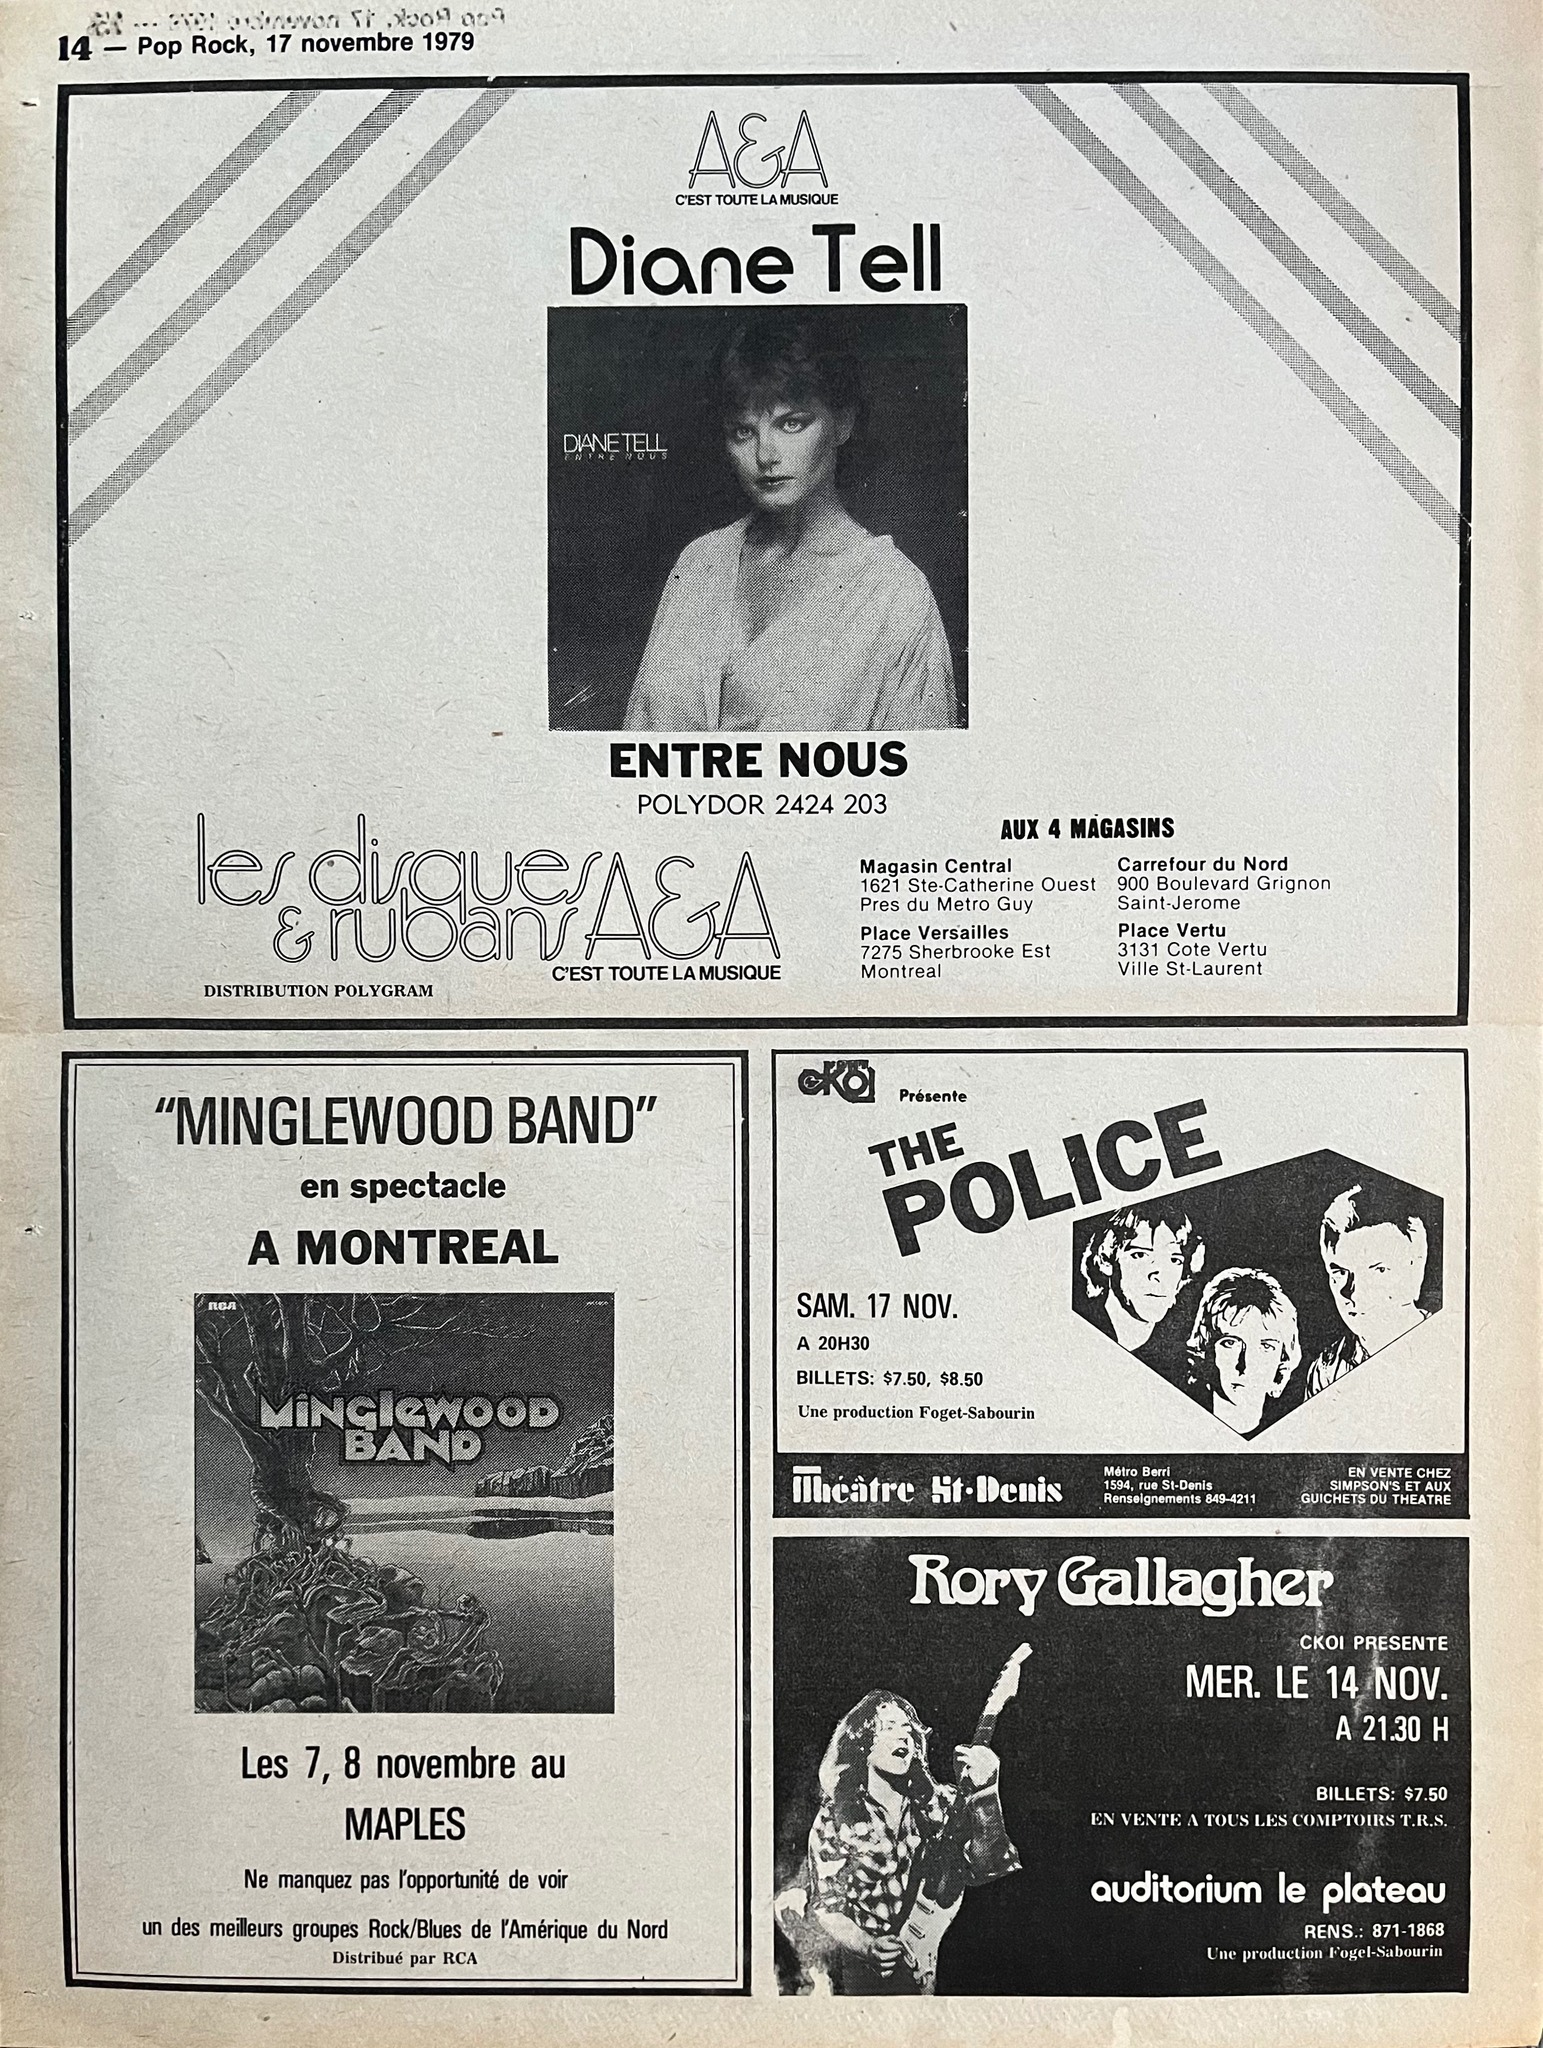 14 — Pop Rock, 17 novembre 1979
A&A
C'EST TOUTE LA MUSIQUE
Diane Tell
DIANE TELL
ENTRE NOUS
ENTRE NOUS
POLYDOR 2424 203
les disques
& rubans A&A
C'EST TOUTE LA MUSIQUE
DISTRIBUTION POLYGRAM
AUX 4 MAGASINS
Magasin Central
1621 Ste-Catherine Ouest
Pres du Metro Guy
Place Versailles
7275 Sherbrooke Est
Montreal
Carrefour du Nord
900 Boulevard Grignon
Saint-Jerome
Place Vertu
3131 Cote Vertu
Ville St-Laurent
"MINGLEWOOD BAND"
en spectacle
A MONTREAL
RCA
MINGLEWOOD
BAND
Les 7, 8 novembre au
MAPLES
Ne manquez pas l'opportunité de voir
un des meilleurs groupes Rock/Blues de l'Amérique du Nord
Distribué par RCA
CKOI
Présente
THE
POLICE
SAM. 17 NOV.
A 20H30
BILLETS: $7.50, $8.50
Une production Foget-Sabourin
Théâtre St-Denis
Métro Berri
1594, rue St-Denis
Renseignements 849-4211
EN VENTE CHEZ
SIMPSON'S ET AUX
GUICHETS DU THEATRE
Rory Gallagher
CKOI PRESENTE
MER. LE 14 NOV.
A 21.30 H
BILLETS: $7.50
EN VENTE A TOUS LES COMPTOIRS T.R.S.
auditorium le plateau
RENS.: 871-1868
Une production Fogel-Sabourin